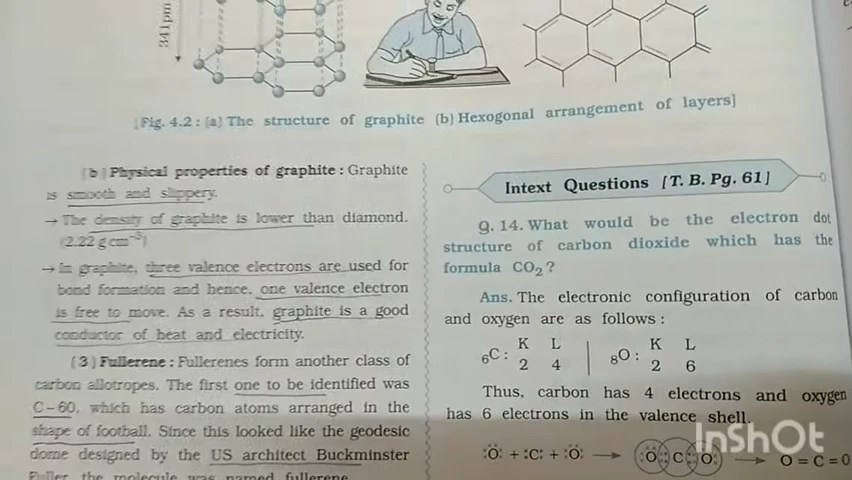 341pm
[Fig. 4.2 : (a) The structure of graphite (b) Hexogonal arrangement of layers]
(b) Physical properties of graphite : Graphite
is smooth and slippery.
→ The density of graphite is lower than diamond.
(2.22 g cm⁻³)
→ In graphite, three valence electrons are used for
bond formation and hence, one valence electron
is free to move. As a result, graphite is a good
conductor of heat and electricity.
(3) Fullerene : Fullerenes form another class of
carbon allotropes. The first one to be identified was
C – 60, which has carbon atoms arranged in the
shape of football. Since this looked like the geodesic
dome designed by the US architect Buckminster
Fuller, the molecule was named fullerene.
Intext Questions [T. B. Pg. 61]
Q. 14. What would be the electron dot
structure of carbon dioxide which has the
formula CO₂?
Ans. The electronic configuration of carbon
and oxygen are as follows :
K L | K L
₆C : 2 4 | ₈O : 2 6
Thus, carbon has 4 electrons and oxygen
has 6 electrons in the valence shell.
:Ö: + :C: + :Ö: → :O::C::O: → O = C = O
InShOt